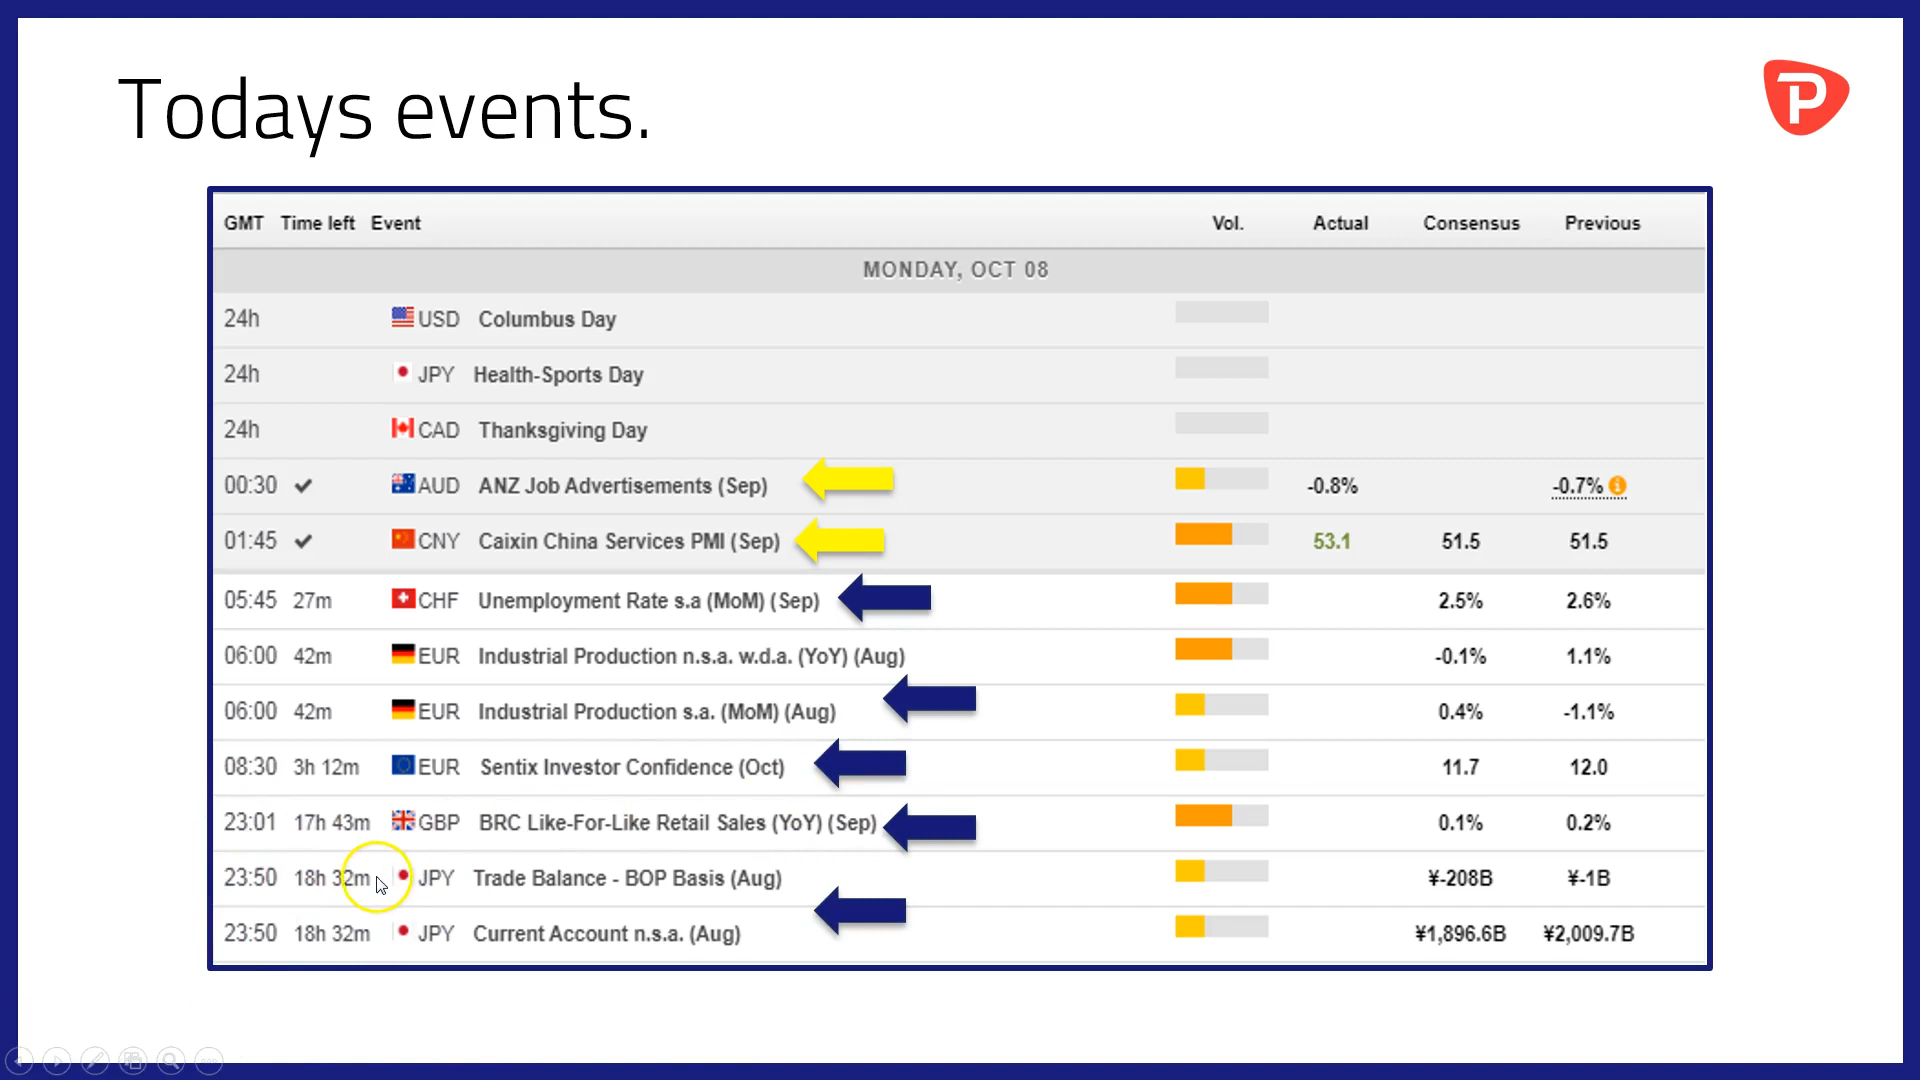 Todays events.
P
GMT Time left Event Vol. Actual Consensus Previous
MONDAY, OCT 08
24h USD Columbus Day
24h JPY Health-Sports Day
24h CAD Thanksgiving Day
00:30 AUD ANZ Job Advertisements (Sep) -0.8% -0.7%
01:45 CNY Caixin China Services PMI (Sep) 53.1 51.5 51.5
05:45 27m CHF Unemployment Rate s.a (MoM) (Sep) 2.5% 2.6%
06:00 42m EUR Industrial Production n.s.a. w.d.a. (YoY) (Aug) -0.1% 1.1%
06:00 42m EUR Industrial Production s.a. (MoM) (Aug) 0.4% -1.1%
08:30 3h 12m EUR Sentix Investor Confidence (Oct) 11.7 12.0
23:01 17h 43m GBP BRC Like-For-Like Retail Sales (YoY) (Sep) 0.1% 0.2%
23:50 18h 32m JPY Trade Balance - BOP Basis (Aug) ¥-208B ¥-1B
23:50 18h 32m JPY Current Account n.s.a. (Aug) ¥1,896.6B ¥2,009.7B